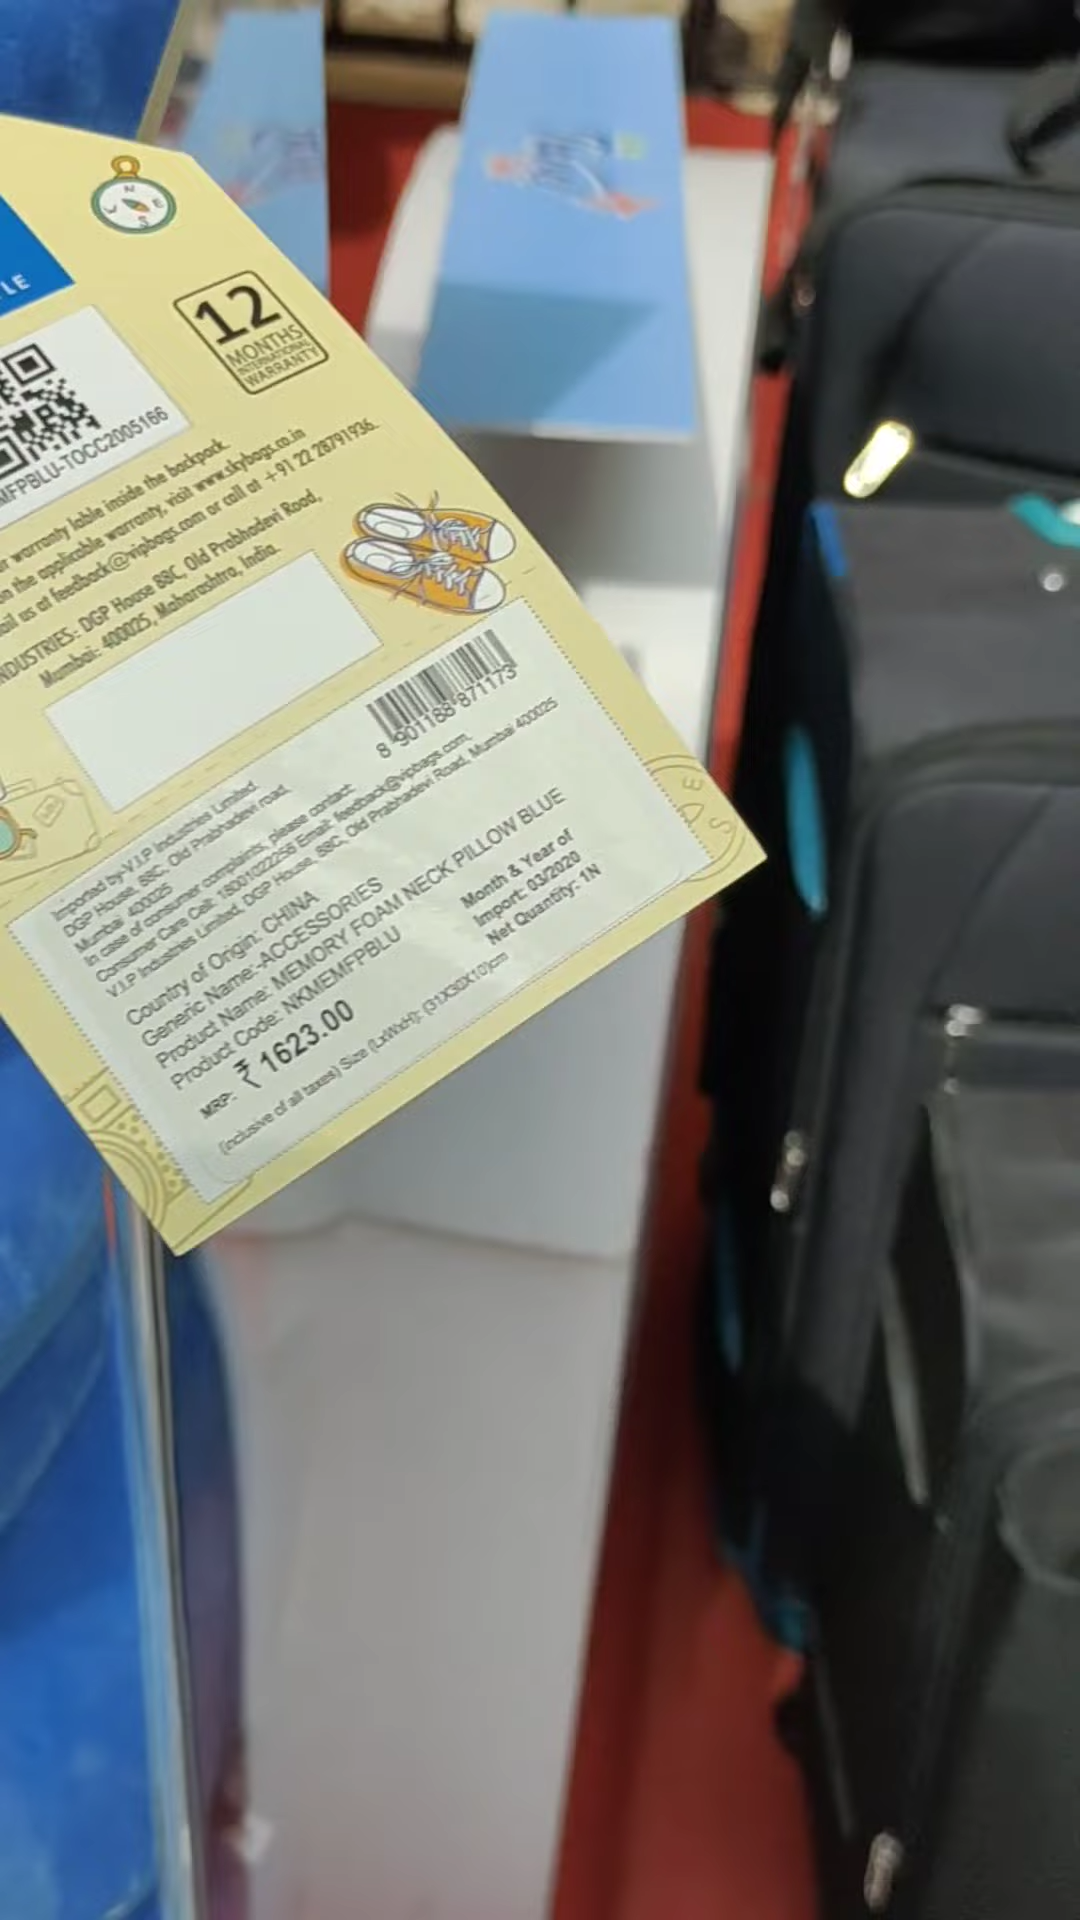 N
E
S
LE
12
MONTHS
INTERNATIONAL
WARRANTY
MFPBLU-TOCC2005166
warranty lable inside the backpack.
the applicable warranty, visit www.skybags.co.in
us at feedback@vipbags.com or call at +91 22 28791936.
INDUSTRIES: DGP House 88C, Old Prabhadevi Road,
Mumbai- 400025, Maharashtra, India.
8 901188 871173
Imported by-V.I.P Industries Limited
DGP House, 88C, Old Prabhadevi road,
Mumbai 400025
In case of consumer complaints, please contact:
Consumer Care Cell: 18001022256 Email: feedback@vipbags.com,
V.I.P Industries Limited, DGP House, 88C, Old Prabhadevi Road, Mumbai 400025
Country of Origin: CHINA
Generic Name:-ACCESSORIES
Product Name: MEMORY FOAM NECK PILLOW BLUE
Product Code: NKMEMFPBLU
Month & Year of
Import: 03/2020
Net Quantity: 1N
MRP: ₹ 1623.00
(inclusive of all taxes) Size (LxWxH): (31X30X10)cm
E
S